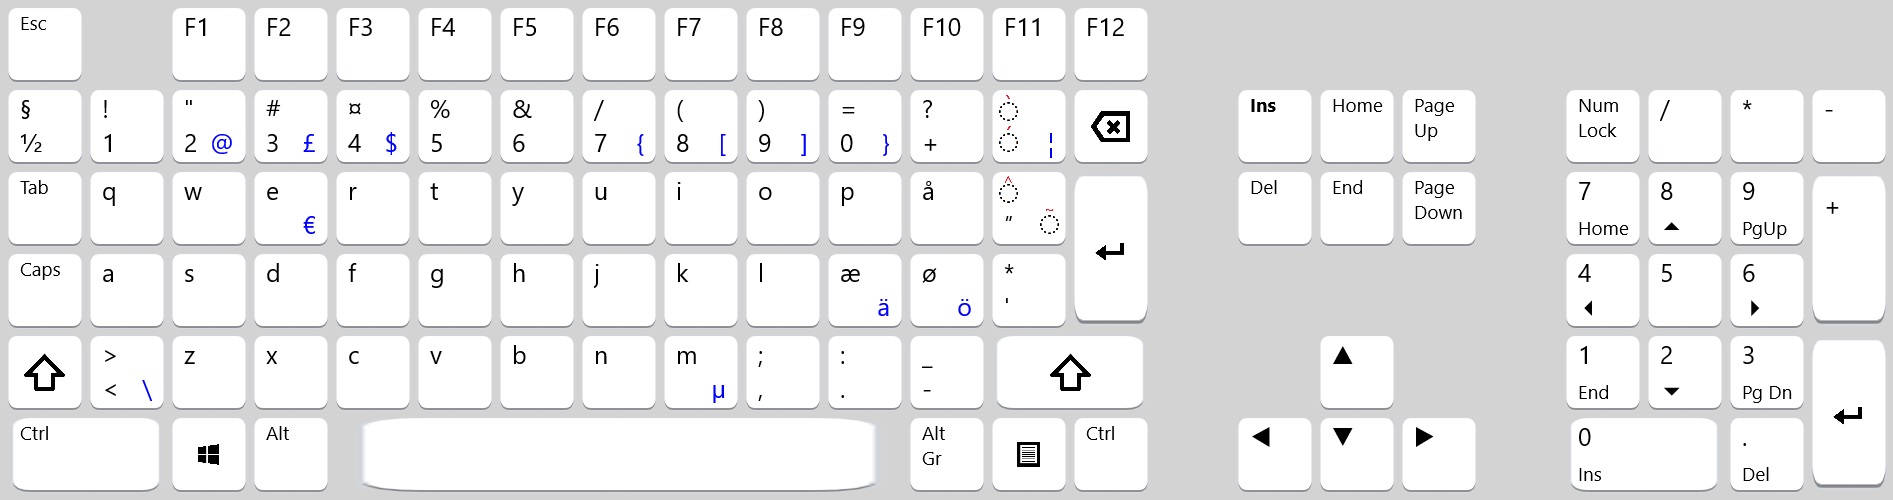 Esc F1 F2 F3 F4 F5 F6 F7 F8 F9 F10 F11 F12
§ ! " # ¤ % & / ( ) = ? ` Ins Home Page Up Num Lock / * -
½ 1 2 @ 3 £ 4 $ 5 6 7 { 8 [ 9 ] 0 } + ´ ¦
Tab q w e r t y u i o p å ^ Del End Page Down 7 8 9 +
€ " ~ Home PgUp
Caps a s d f g h j k l æ ø * 4 5 6
ä ö '
> z x c v b n m ; : _ 1 2 3
< \ µ , . - End Pg Dn
Ctrl Alt Alt Gr Ctrl 0 .
Ins Del